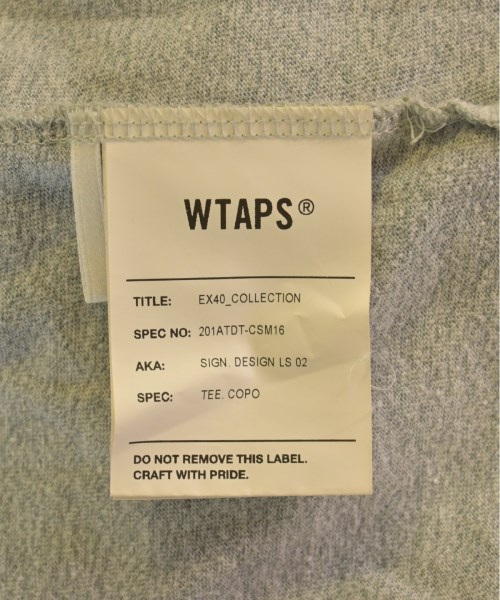 WTAPS®
TITLE: EX40_COLLECTION
SPEC NO: 201ATDT-CSM16
AKA: SIGN. DESIGN LS 02
SPEC: TEE. COPO
DO NOT REMOVE THIS LABEL.
CRAFT WITH PRIDE.